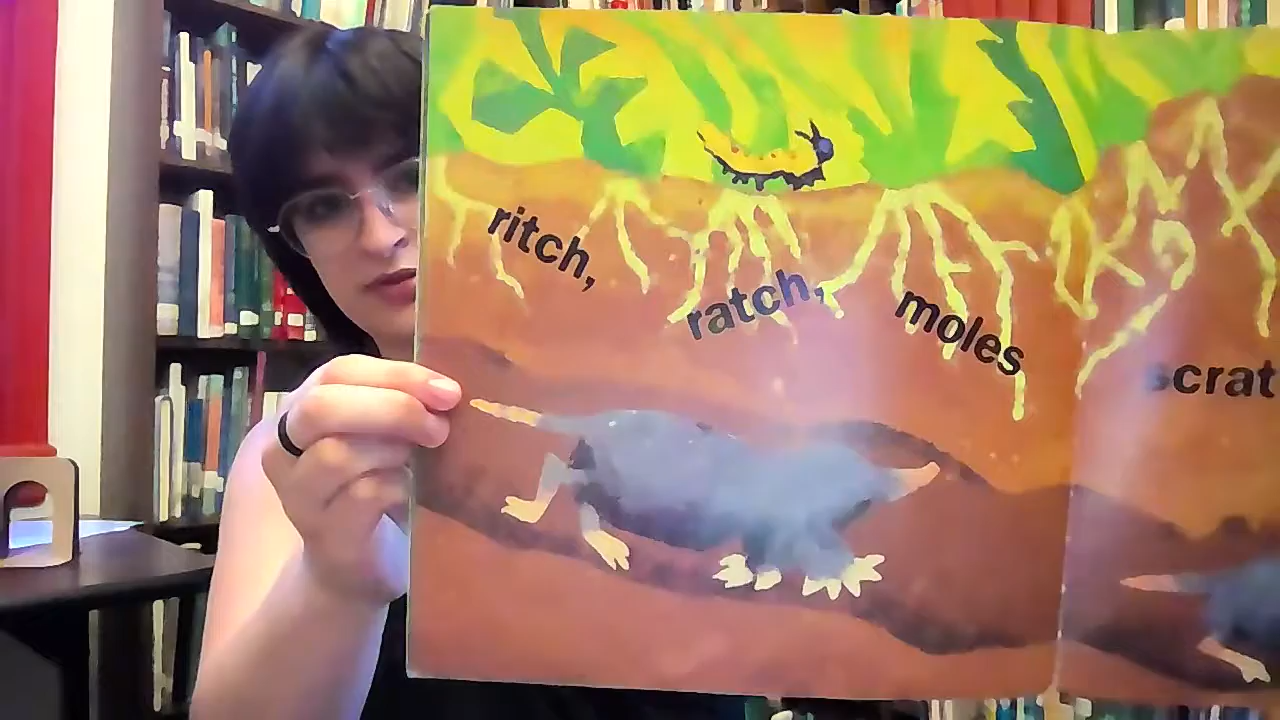 ritch,
ratch,
moles
scrat